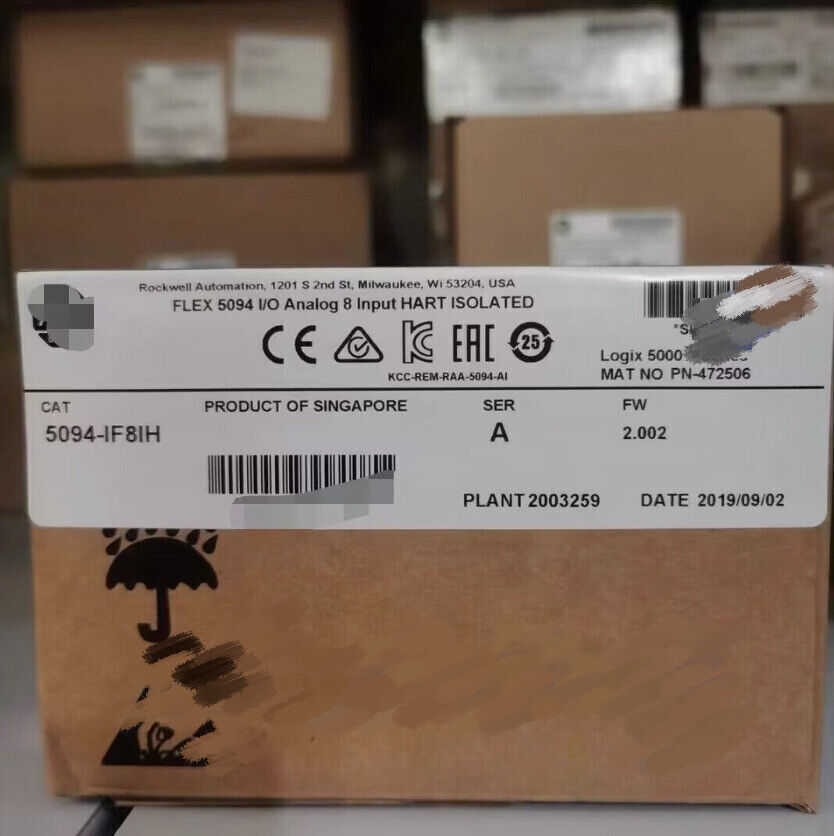 Rockwell Automation, 1201 S 2nd St, Milwaukee, Wi 53204, USA
FLEX 5094 I/O Analog 8 Input HART ISOLATED
CE KC EAC 25
KCC-REM-RAA-5094-AI
Logix 5000
MAT NO PN-472506
CAT PRODUCT OF SINGAPORE SER FW
5094-IF8IH A 2.002
PLANT 2003259 DATE 2019/09/02